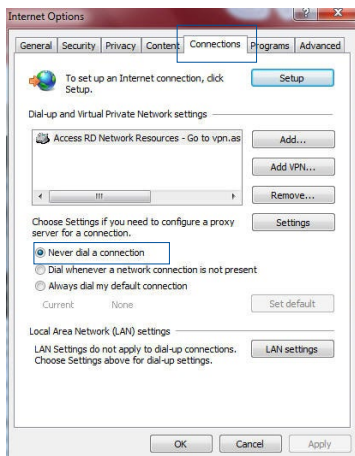 Internet Options
General Security Privacy Content Connections Programs Advanced
To set up an Internet connection, click Setup.
Setup
Dial-up and Virtual Private Network settings
Access RD Network Resources - Go to vpn.as
Add...
Add VPN...
Remove...
Choose Settings if you need to configure a proxy
server for a connection.
Settings
Never dial a connection
Dial whenever a network connection is not present
Always dial my default connection
Current None Set default
Local Area Network (LAN) settings
LAN Settings do not apply to dial-up connections.
Choose Settings above for dial-up settings.
LAN settings
OK Cancel Apply